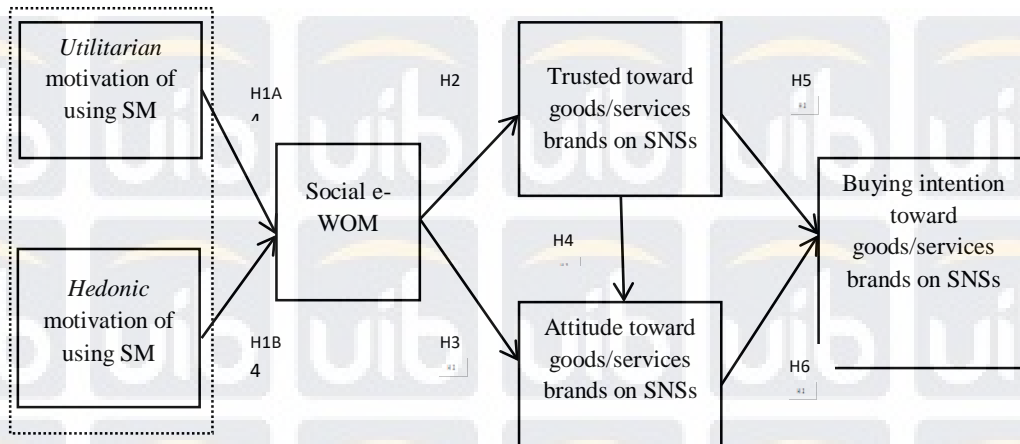 Utilitarian
motivation of
using SM
H1A
4
Hedonic
motivation of
using SM
H1B
4
Social e-
WOM
H2
H3
Trusted toward
goods/services
brands on SNSs
H4
Attitude toward
goods/services
brands on SNSs
H5
H6
Buying intention
toward
goods/services
brands on SNSs
uib